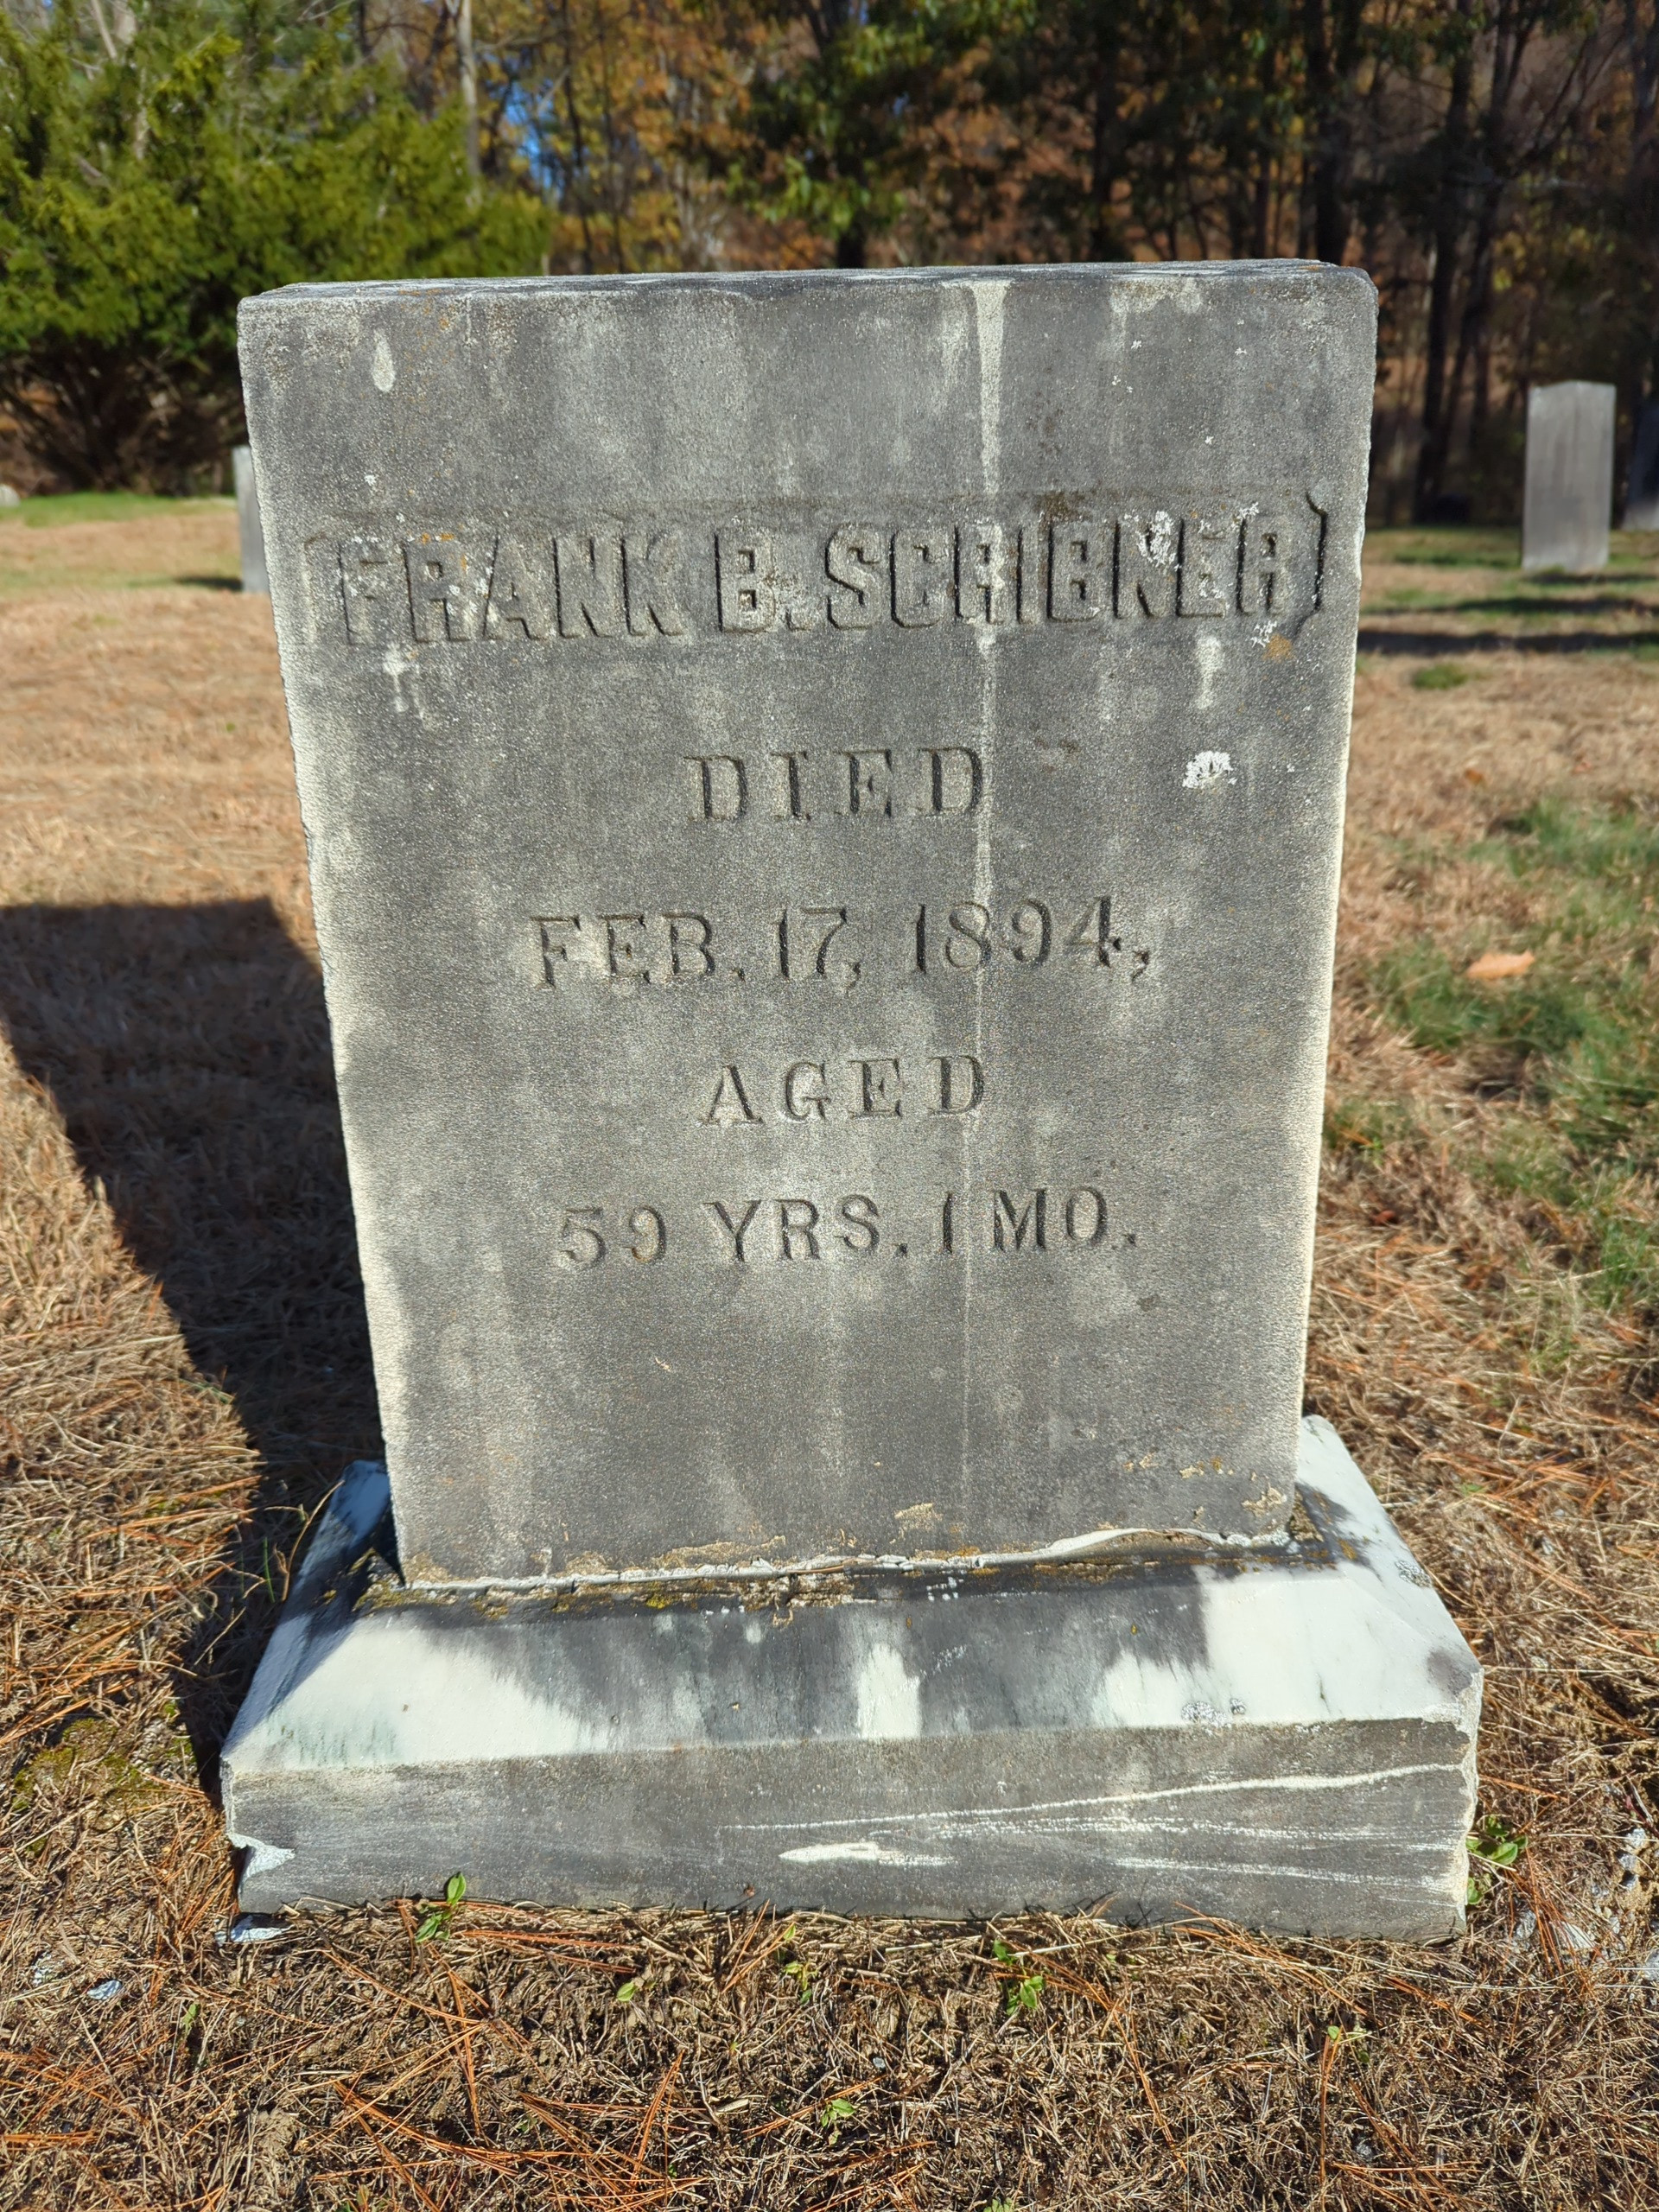 FRANK B. SCRIBNER
DIED
FEB. 17, 1894,
AGED
59 YRS. 1 MO.